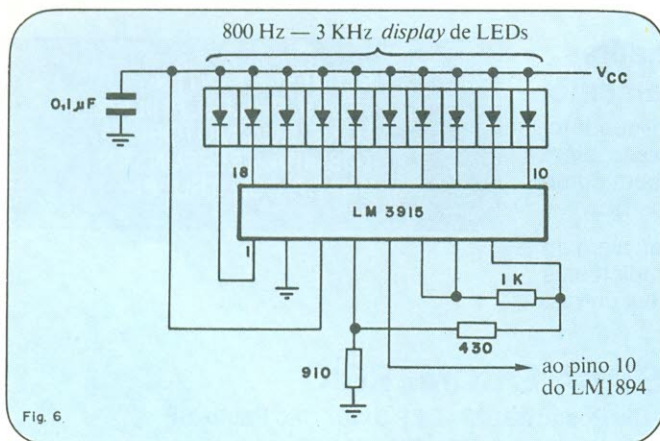 800 Hz — 3 KHz display de LEDs
Vcc
0,1µF
18
10
LM 3915
1
1K
430
910
ao pino 10
do LM1894
Fig. 6